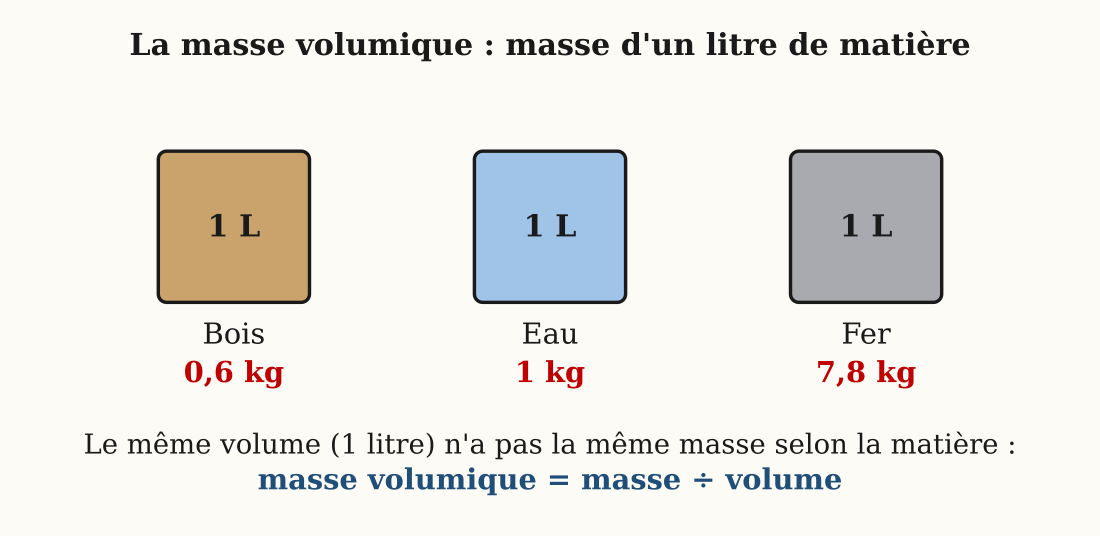 La masse volumique : masse d'un litre de matière
1 L
1 L
1 L
Bois
Eau
Fer
0,6 kg
1 kg
7,8 kg
Le même volume (1 litre) n'a pas la même masse selon la matière :
masse volumique = masse ÷ volume